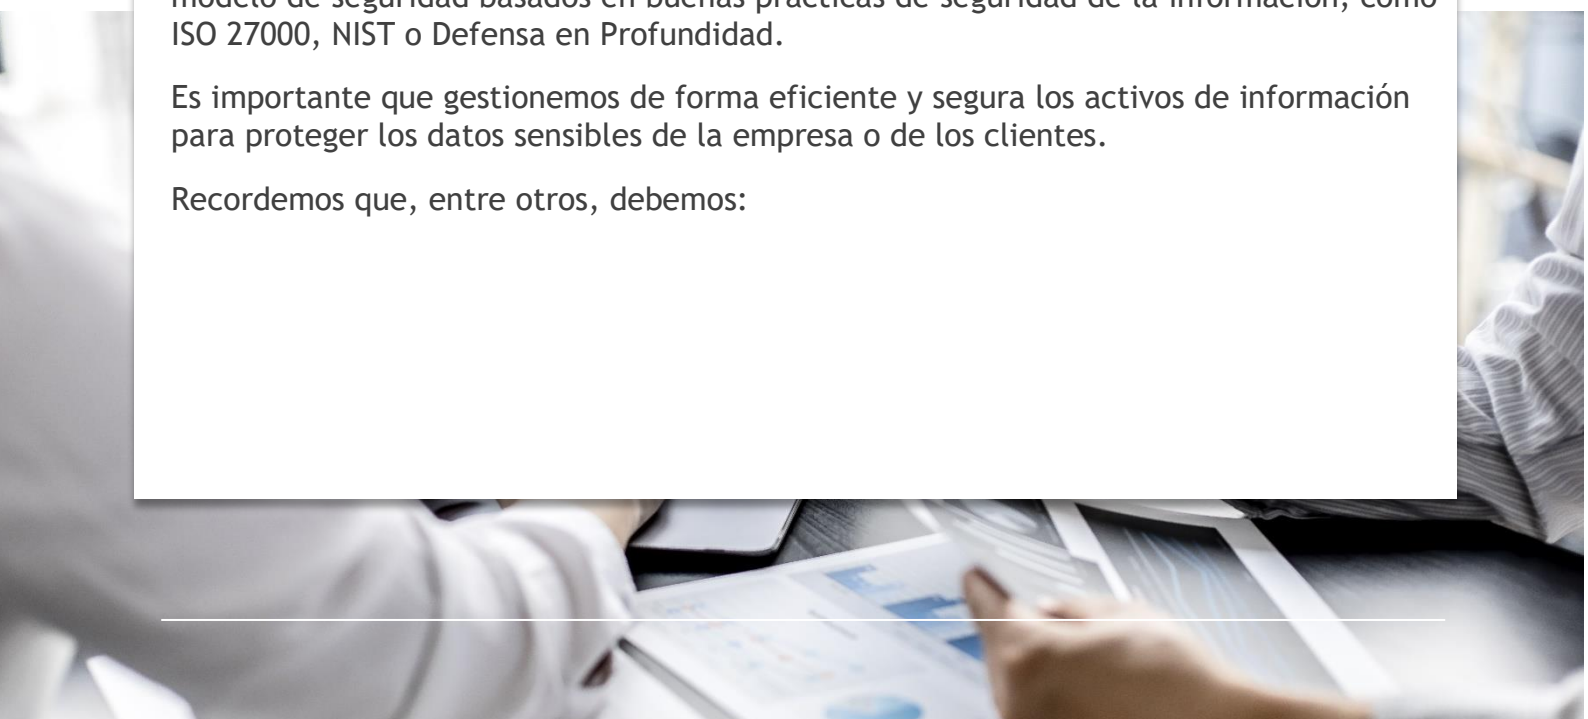 modelo de seguridad basados en buenas prácticas de seguridad de la información, como
ISO 27000, NIST o Defensa en Profundidad.
Es importante que gestionemos de forma eficiente y segura los activos de información
para proteger los datos sensibles de la empresa o de los clientes.
Recordemos que, entre otros, debemos: